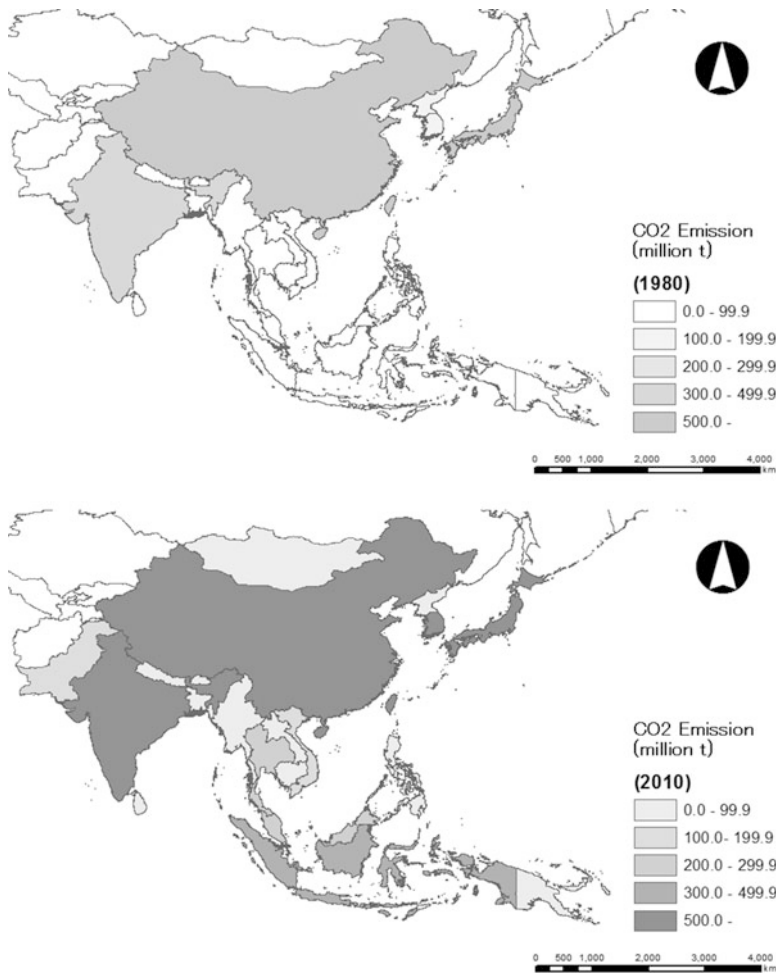 CO2 Emission
(million t)
(1980)
0.0 - 99.9
100.0 - 199.9
200.0 - 299.9
300.0 - 499.9
500.0 -
0 500 1,000 2,000 3,000 4,000
km
CO2 Emission
(million t)
(2010)
0.0 - 99.9
100.0- 199.9
200.0 - 299.9
300.0 - 499.9
500.0 -
0 500 1,000 2,000 3,000 4,000
km